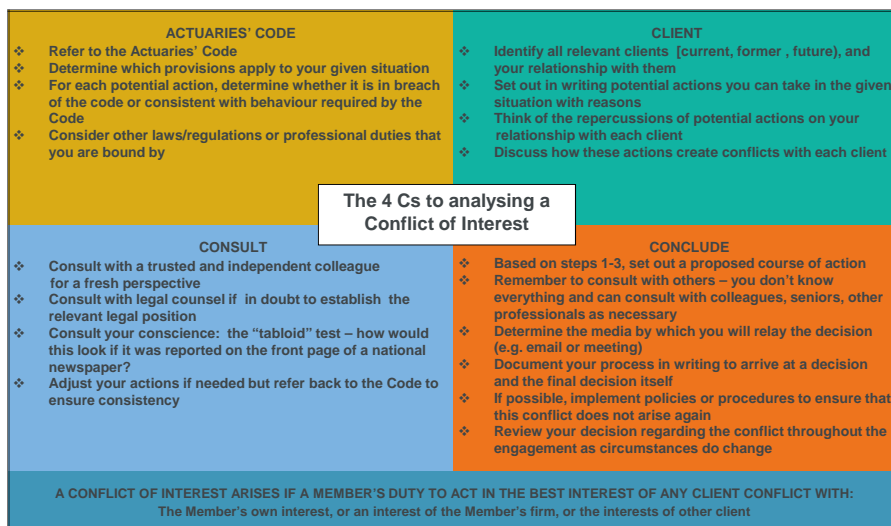 ACTUARIES' CODE
❖ Refer to the Actuaries' Code
❖ Determine which provisions apply to your given situation
❖ For each potential action, determine whether it is in breach
of the code or consistent with behaviour required by the
Code
❖ Consider other laws/regulations or professional duties that
you are bound by
CLIENT
❖ Identify all relevant clients [current, former , future), and
your relationship with them
❖ Set out in writing potential actions you can take in the given
situation with reasons
❖ Think of the repercussions of potential actions on your
relationship with each client
❖ Discuss how these actions create conflicts with each client
The 4 Cs to analysing a
Conflict of Interest
CONSULT
❖ Consult with a trusted and independent colleague
for a fresh perspective
❖ Consult with legal counsel if in doubt to establish the
relevant legal position
❖ Consult your conscience: the “tabloid” test – how would
this look if it was reported on the front page of a national
newspaper?
❖ Adjust your actions if needed but refer back to the Code to
ensure consistency
CONCLUDE
❖ Based on steps 1-3, set out a proposed course of action
❖ Remember to consult with others – you don't know
everything and can consult with colleagues, seniors, other
professionals as necessary
❖ Determine the media by which you will relay the decision
(e.g. email or meeting)
❖ Document your process in writing to arrive at a decision
and the final decision itself
❖ If possible, implement policies or procedures to ensure that
this conflict does not arise again
❖ Review your decision regarding the conflict throughout the
engagement as circumstances do change
A CONFLICT OF INTEREST ARISES IF A MEMBER'S DUTY TO ACT IN THE BEST INTEREST OF ANY CLIENT CONFLICT WITH:
The Member's own interest, or an interest of the Member's firm, or the interests of other client